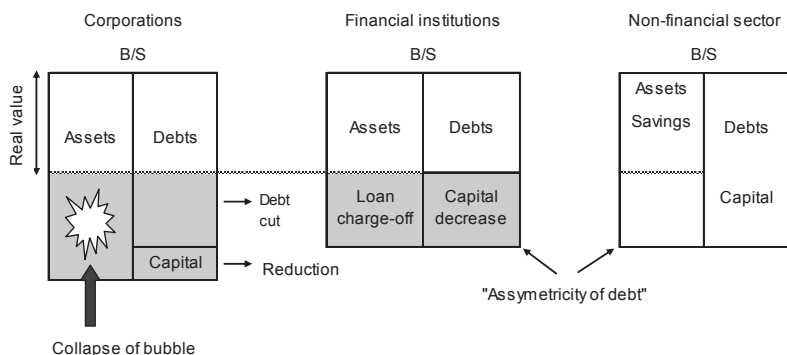 Corporations
Financial institutions
Non-financial sector
B/S
B/S
B/S
Real value
Assets
Debts
Assets
Debts
Assets
Savings
Debts
Debt
cut
Loan
charge-off
Capital
decrease
Capital
Capital
Reduction
"Assymetricity of debt"
Collapse of bubble